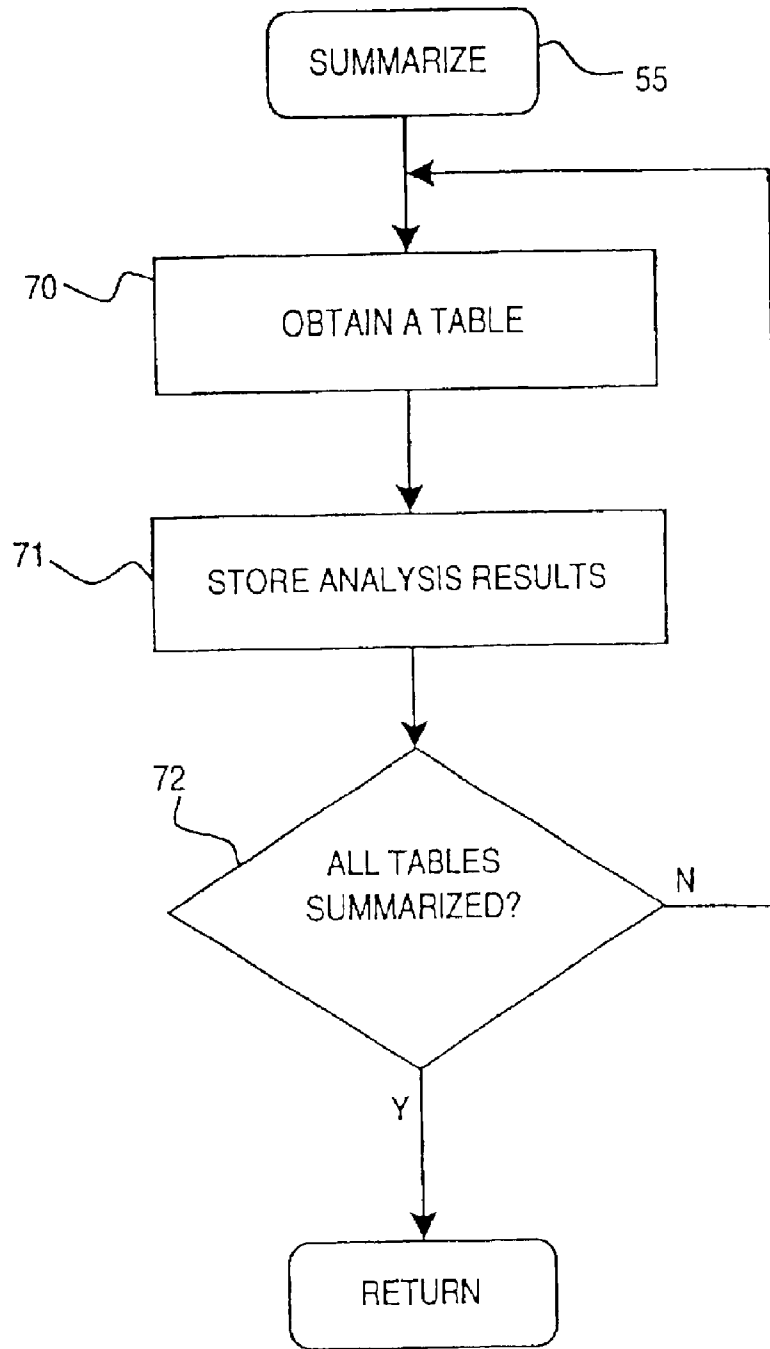 SUMMARIZE
55
70
OBTAIN A TABLE
71
STORE ANALYSIS RESULTS
72
ALL TABLES
SUMMARIZED?
N
Y
RETURN